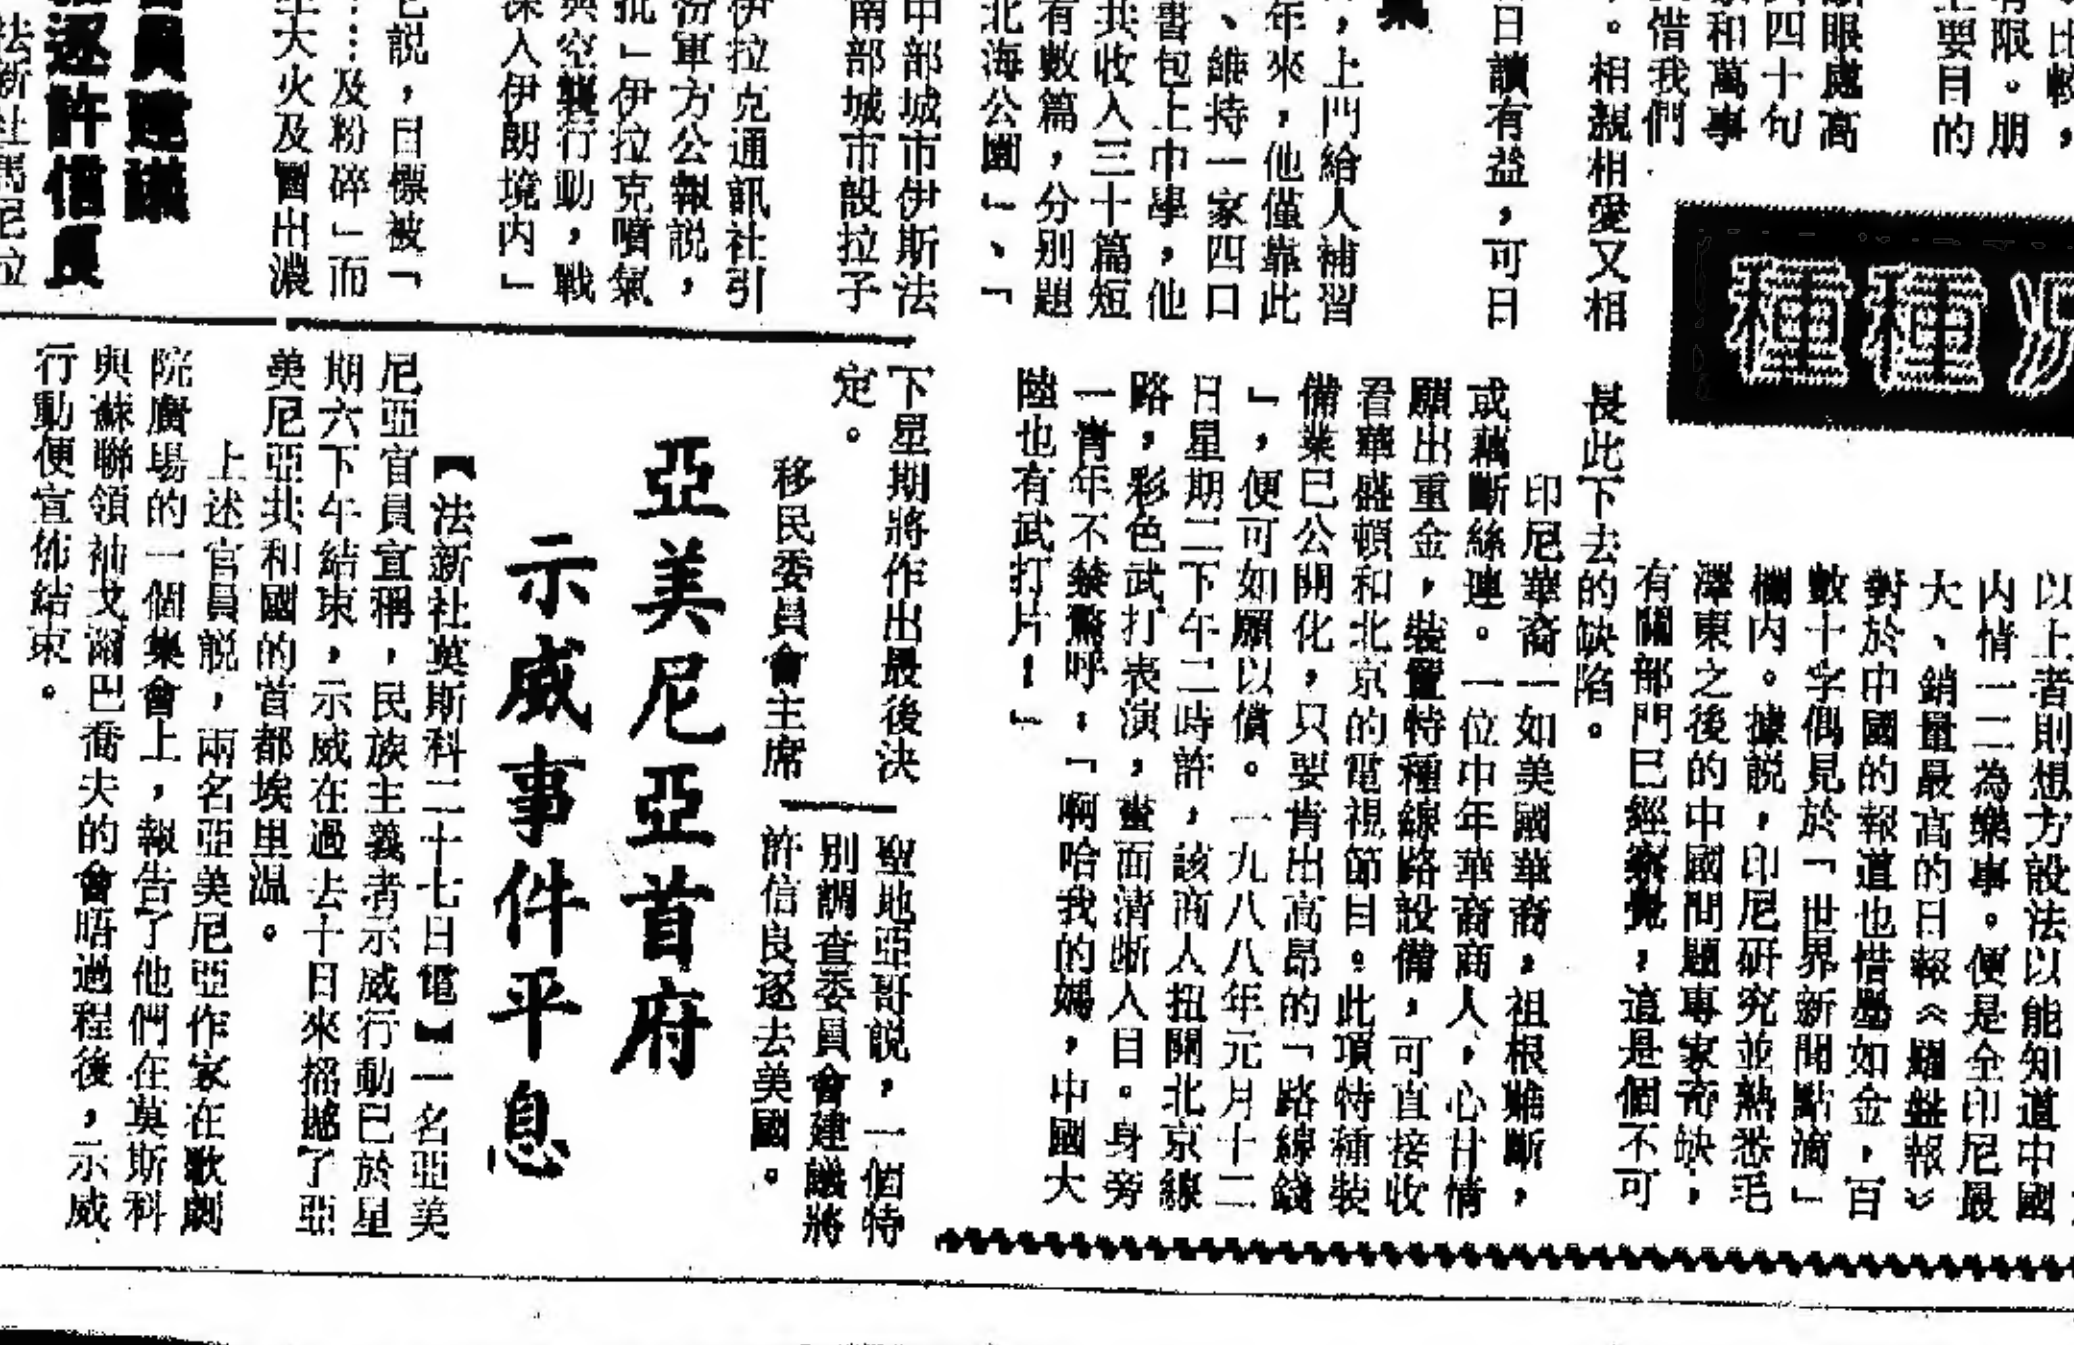 比較，
有限。朋
主要目的
眼處高
四十句
和萬事
借我們
。相親相愛又相
日讀有益，可日
，上門給人補習
年來，他僅靠此
、維持一家四口
書包上中學，他
共收入三十篇短
有數篇，分別題
北海公園」、「
中部城市伊斯法
南部城市設拉子
伊拉克通訊社引
汾軍方公報說，
批」伊拉克噴氣
與空襲行動，戰
深入伊朗境內」
它說，目標被「
…及粉碎」而
大火及冒出濃
員建議
逐許信良
法新社馬尼拉
種種
以上者則想方設法以能知道中國
內情一二為樂事。便是全印尼最
大、銷量最高的日報《羅盤報》
對於中國的報道也惜墨如金，百
數十字偶見於「世界新聞點滴」
欄內。據說，印尼研究並熟悉毛
澤東之後的中國問題專家奇缺，
有關部門已經察覺，這是個不可
長此下去的缺陷。
印尼華裔一如美國華裔，祖根難斷，
或藕斷絲連。一位中年華裔商人，心甘情
願出重金，裝置特種線路設備，可直接收
看華盛頓和北京的電視節目。此項特種裝
備業已公開化，只要肯出高昂的「路線錢
」，便可如願以償。一九八八年元月十二
日星期二下午二時許，該商人扭關北京線
路，彩色武打表演，畫面清晰入目。身旁
一青年不禁驚呼：「啊哈我的媽，中國大
陸也有武打片！」
下星期將作出最後決
定。
移民委員會主席
聖地亞哥說，一個特
別調查委員會建議將
許信良逐去美國。
亞美尼亞首府
示威事件平息
【法新社莫斯科二十七日電】一名亞美
尼亞官員宣稱，民族主義者示威行動已於星
期六下午結束，示威在過去十日來搖撼了亞
美尼亞共和國的首都埃里溫。
上述官員說，兩名亞美尼亞作家在歌劇
院廣場的一個集會上，報告了他們在莫斯科
與蘇聯領袖戈爾巴喬夫的會晤過程後，示威
行動便宣佈結束。